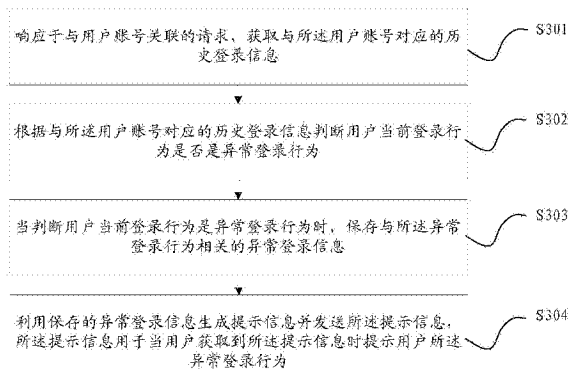 响应于与用户账号关联的请求、获取与所述用户账号对应的历
史登录信息
S301
根据与所述用户账号对应的历史登录信息判断用户当前登录行
为是否是异常登录行为
S302
当判断用户当前登录行为是异常登录行为时，保存与所述异常
登录行为相关的异常登录信息
S303
利用保存的异常登录信息生成提示信息并发送所述提示信息，
所述提示信息用于当用户获取到所述提示信息时提示用户所述
异常登录行为
S304